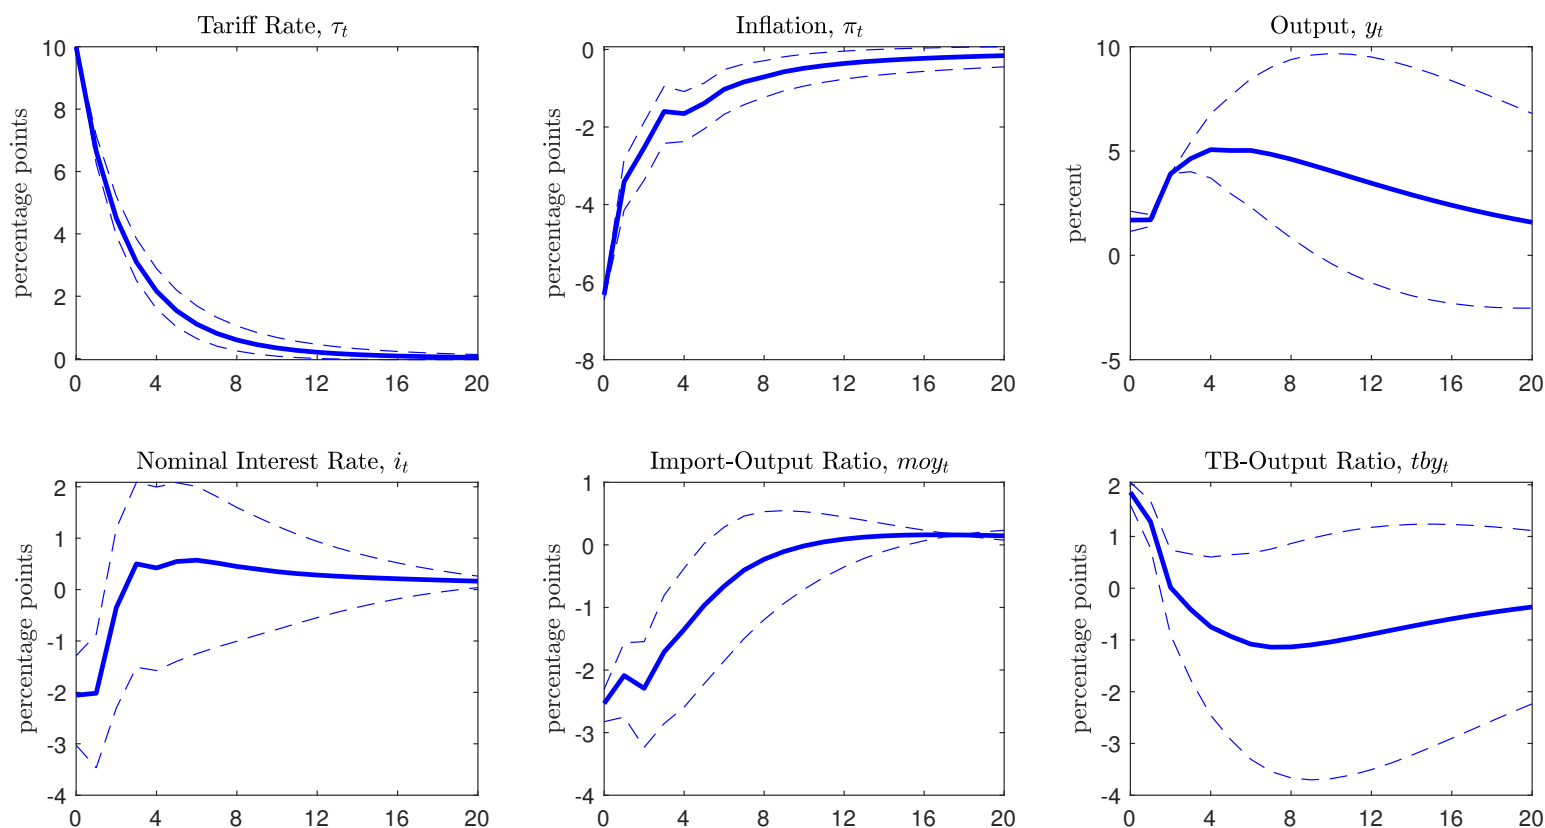 Tariff Rate, τt
percentage points
10
8
6
4
2
0
0 4 8 12 16 20
Inflation, πt
percentage points
0
-2
-4
-6
-8
0 4 8 12 16 20
Output, yt
percent
10
5
0
-5
0 4 8 12 16 20
Nominal Interest Rate, it
percentage points
2
1
0
-1
-2
-3
-4
0 4 8 12 16 20
Import-Output Ratio, moyt
percentage points
1
0
-1
-2
-3
-4
0 4 8 12 16 20
TB-Output Ratio, tbyt
percentage points
2
1
0
-1
-2
-3
-4
0 4 8 12 16 20